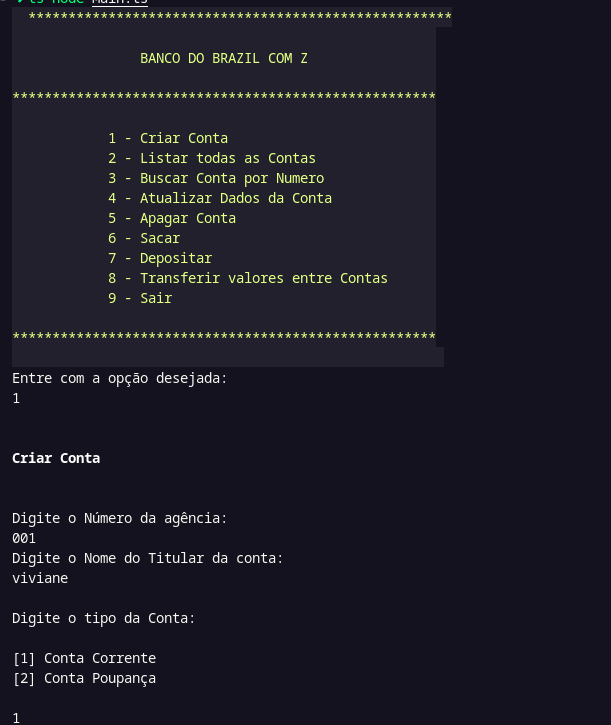 ts-node Main.ts
*****************************************************
BANCO DO BRAZIL COM Z
*****************************************************
1 - Criar Conta
2 - Listar todas as Contas
3 - Buscar Conta por Numero
4 - Atualizar Dados da Conta
5 - Apagar Conta
6 - Sacar
7 - Depositar
8 - Transferir valores entre Contas
9 - Sair
*****************************************************
Entre com a opção desejada:
1
Criar Conta
Digite o Número da agência:
001
Digite o Nome do Titular da conta:
viviane
Digite o tipo da Conta:
[1] Conta Corrente
[2] Conta Poupança
1